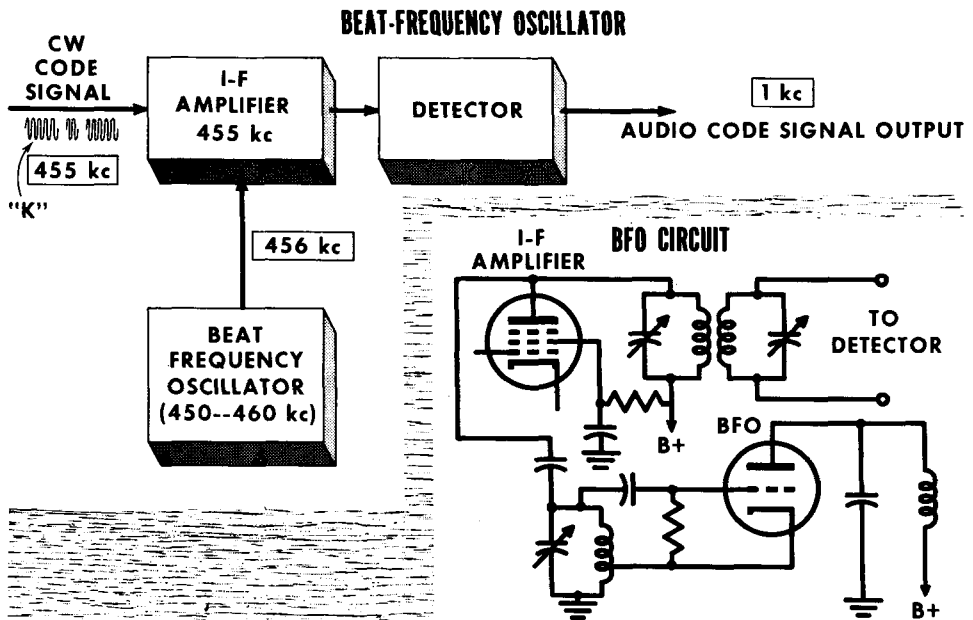 BEAT-FREQUENCY OSCILLATOR
CW
CODE
SIGNAL
455 kc
"K"
I-F
AMPLIFIER
455 kc
DETECTOR
1 kc
AUDIO CODE SIGNAL OUTPUT
456 kc
BEAT
FREQUENCY
OSCILLATOR
(450--460 kc)
BFO CIRCUIT
I-F
AMPLIFIER
TO
DETECTOR
B+
BFO
B+